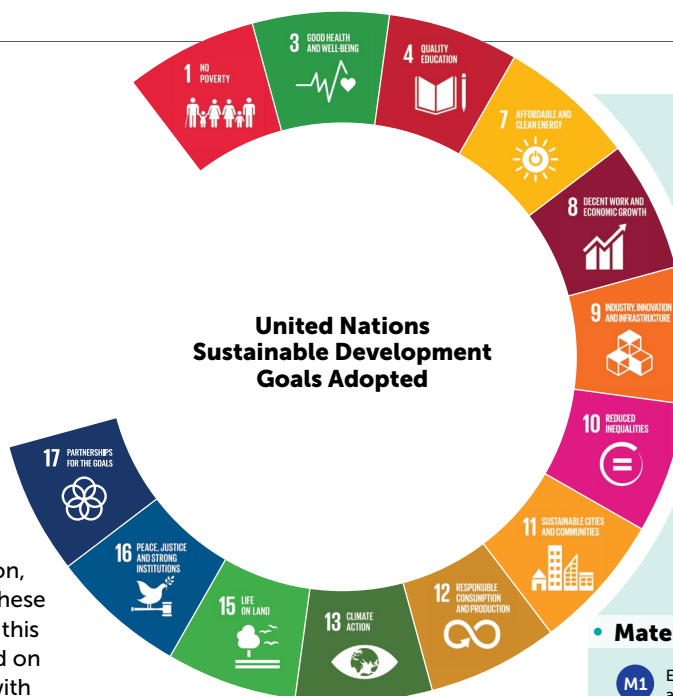 1 NO
POVERTY
3 GOOD HEALTH
AND WELL-BEING
4 QUALITY
EDUCATION
7 AFFORDABLE AND
CLEAN ENERGY
8 DECENT WORK AND
ECONOMIC GROWTH
9 INDUSTRY, INNOVATION
AND INFRASTRUCTURE
10 REDUCED
INEQUALITIES
11 SUSTAINABLE CITIES
AND COMMUNITIES
12 RESPONSIBLE
CONSUMPTION
AND PRODUCTION
13 CLIMATE
ACTION
15 LIFE
ON LAND
16 PEACE, JUSTICE
AND STRONG
INSTITUTIONS
17 PARTNERSHIPS
FOR THE GOALS
United Nations
Sustainable Development
Goals Adopted
on,
hese
this
d on
with
• Mate
M1